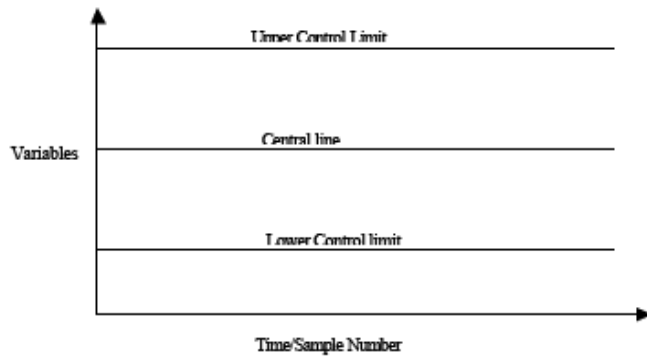 Upper Control Limit
Central line
Variables
Lower Control limit
Time/Sample Number